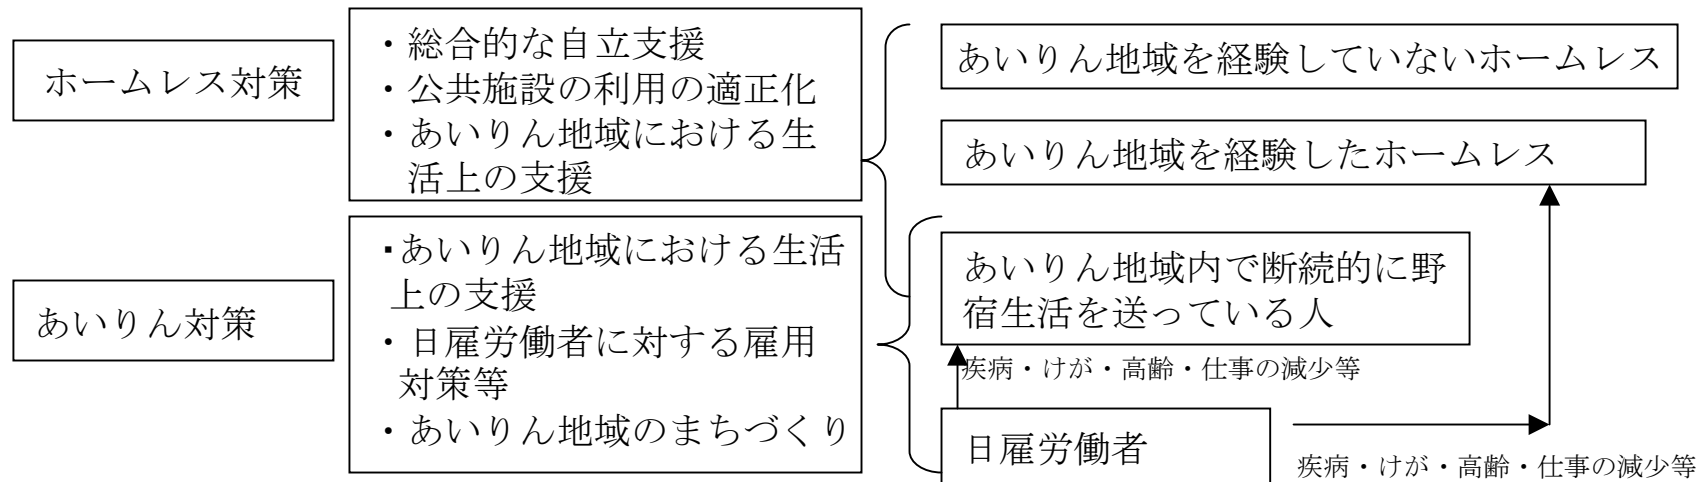 ホームレス対策
・総合的な自立支援
・公共施設の利用の適正化
・あいりん地域における生
活上の支援
あいりん地域を経験していないホームレス
あいりん地域を経験したホームレス
あいりん対策
・あいりん地域における生活
上の支援
・日雇労働者に対する雇用
対策等
・あいりん地域のまちづくり
あいりん地域内で断続的に野
宿生活を送っている人
疾病・けが・高齢・仕事の減少等
日雇労働者
疾病・けが・高齢・仕事の減少等